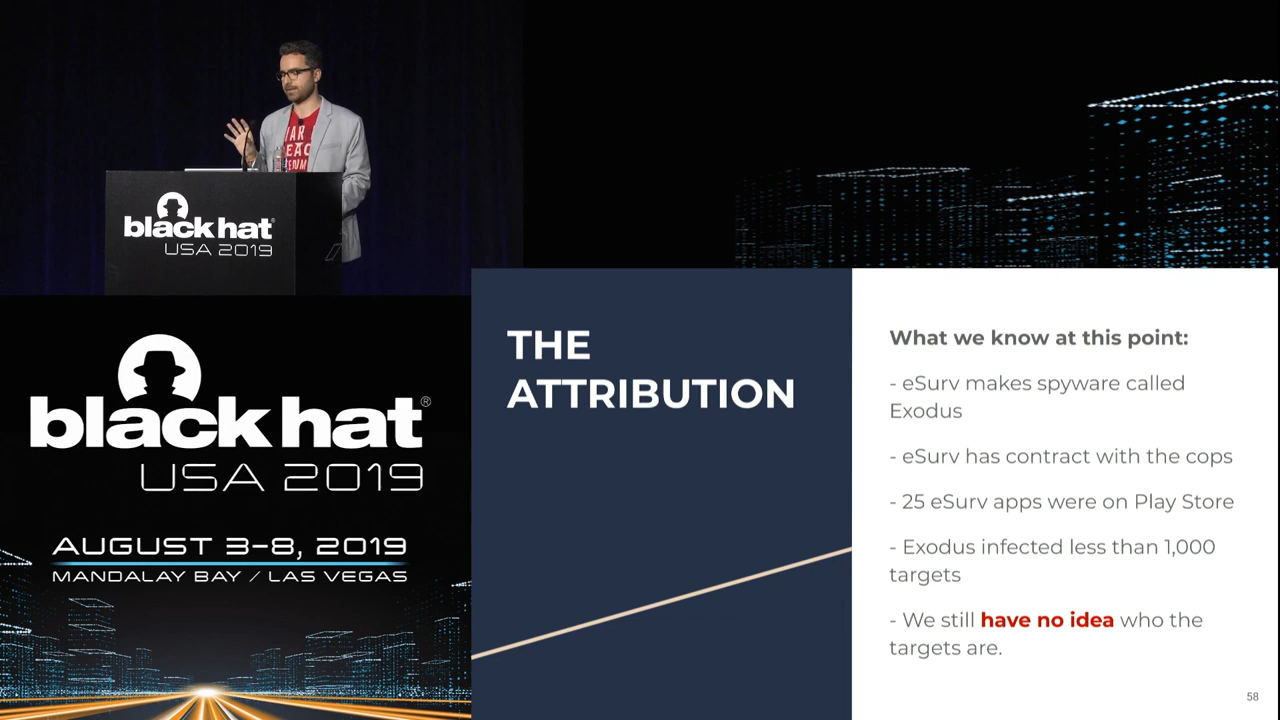 AR
EAC
EDM
black hat®
USA 2019
black hat®
USA 2019
AUGUST 3-8, 2019
MANDALAY BAY / LAS VEGAS
THE
ATTRIBUTION
What we know at this point:
- eSurv makes spyware called
Exodus
- eSurv has contract with the cops
- 25 eSurv apps were on Play Store
- Exodus infected less than 1,000
targets
- We still have no idea who the
targets are.
58